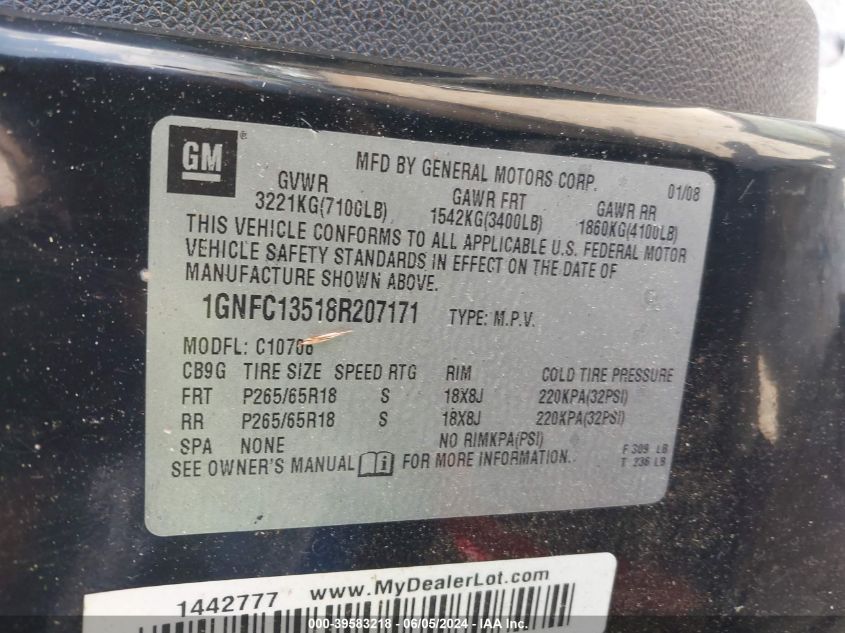 GM ®
MFD BY GENERAL MOTORS CORP. 01/08
GVWR GAWR FRT GAWR RR
3221KG(7100LB) 1542KG(3400LB) 1860KG(4100LB)
THIS VEHICLE CONFORMS TO ALL APPLICABLE U.S. FEDERAL MOTOR
VEHICLE SAFETY STANDARDS IN EFFECT ON THE DATE OF
MANUFACTURE SHOWN ABOVE.
1GNFC13518R207171 TYPE: M.P.V.
MODEL: C10706
CB9G TIRE SIZE SPEED RTG RIM COLD TIRE PRESSURE
FRT P265/65R18 S 18X8J 220KPA(32PSI)
RR P265/65R18 S 18X8J 220KPA(32PSI)
SPA NONE NO RIMKPA(PSI)
SEE OWNER'S MANUAL FOR MORE INFORMATION.
F 309 LB
T 236 LB
1442777 www.MyDealerLot.com
000-39583218 - 06/05/2024 - IAA Inc.